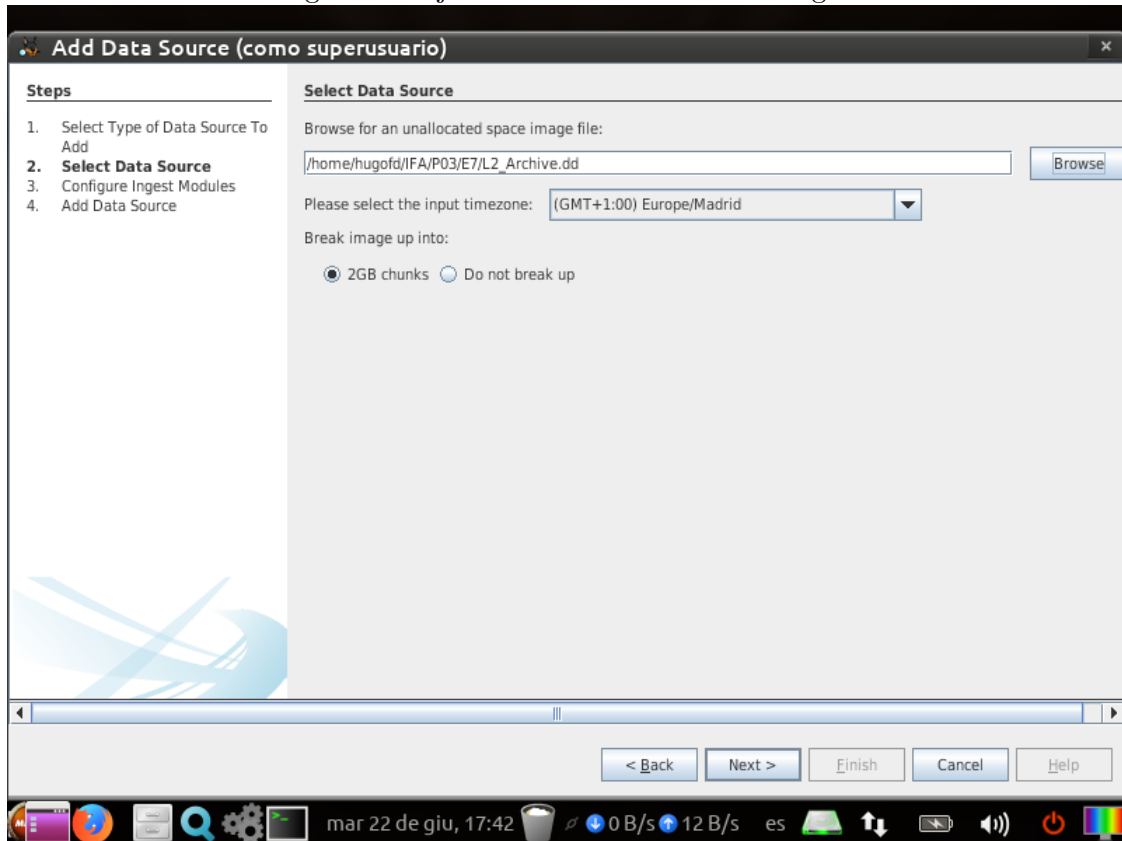 Add Data Source (como superusuario)
Steps
Select Data Source
1. Select Type of Data Source To
Add
2. Select Data Source
3. Configure Ingest Modules
4. Add Data Source
Browse for an unallocated space image file:
/home/hugofd/IFA/P03/E7/L2_Archive.dd
Browse
Please select the input timezone: (GMT+1:00) Europe/Madrid
Break image up into:
2GB chunks Do not break up
< Back Next > Finish Cancel Help
mar 22 de giu, 17:42 0 B/s 12 B/s es